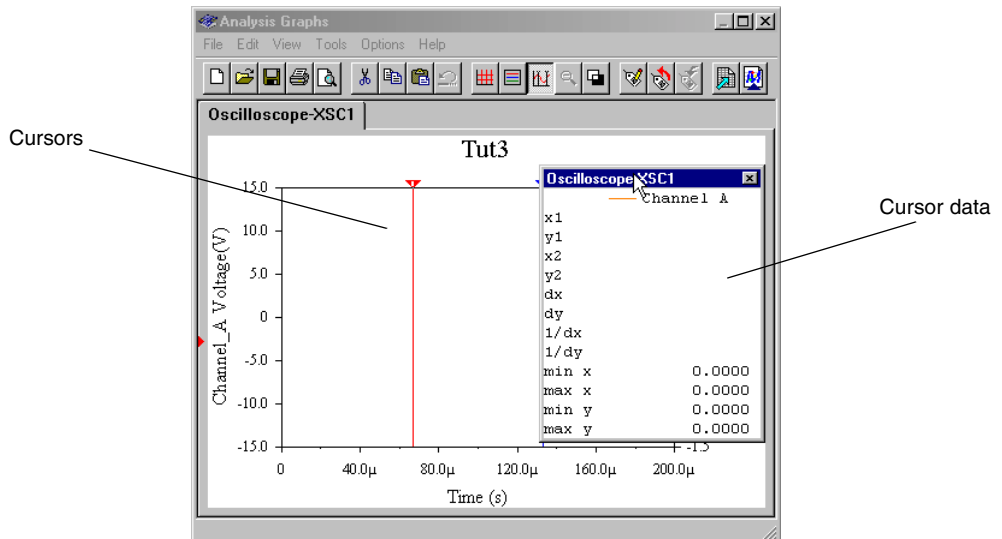 Analysis Graphs
File Edit View Tools Options Help
Oscilloscope-XSC1
Cursors
Tut3
Oscilloscope-XSC1
Channel A
x1
y1
x2
y2
dx
dy
1/dx
1/dy
min x 0.0000
max x 0.0000
min y 0.0000
max y 0.0000
Cursor data
Channel_A Voltage(V)
15.0
10.0
5.0
0
-5.0
-10.0
-15.0
-1.5
0 40.0μ 80.0μ 120.0μ 160.0μ 200.0μ
Time (s)